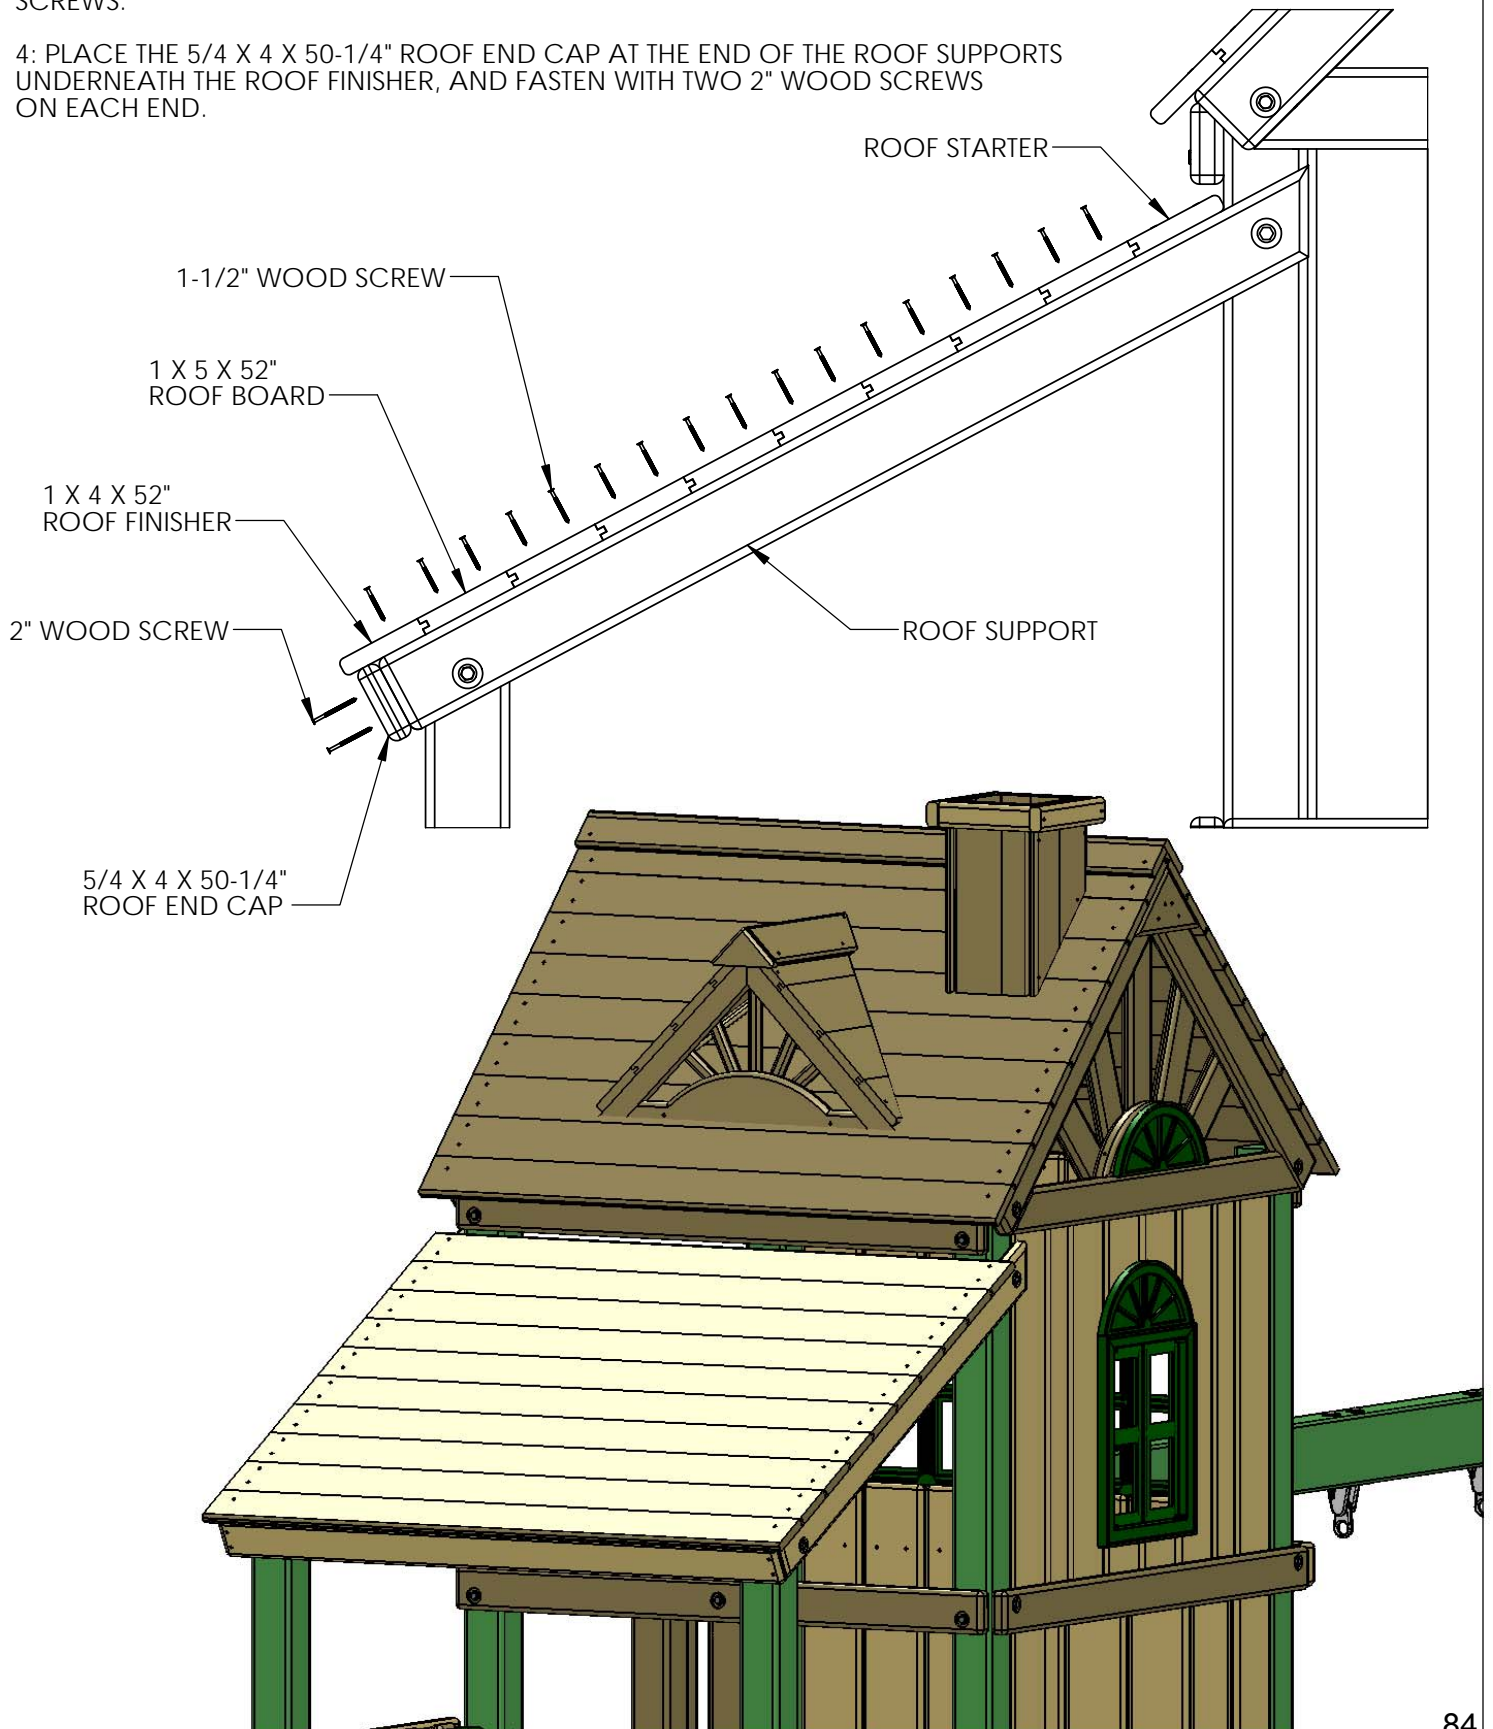 SCREWS.
4: PLACE THE 5/4 X 4 X 50-1/4" ROOF END CAP AT THE END OF THE ROOF SUPPORTS
UNDERNEATH THE ROOF FINISHER, AND FASTEN WITH TWO 2" WOOD SCREWS
ON EACH END.
ROOF STARTER
1-1/2" WOOD SCREW
1 X 5 X 52"
ROOF BOARD
1 X 4 X 52"
ROOF FINISHER
2" WOOD SCREW
ROOF SUPPORT
5/4 X 4 X 50-1/4"
ROOF END CAP
84